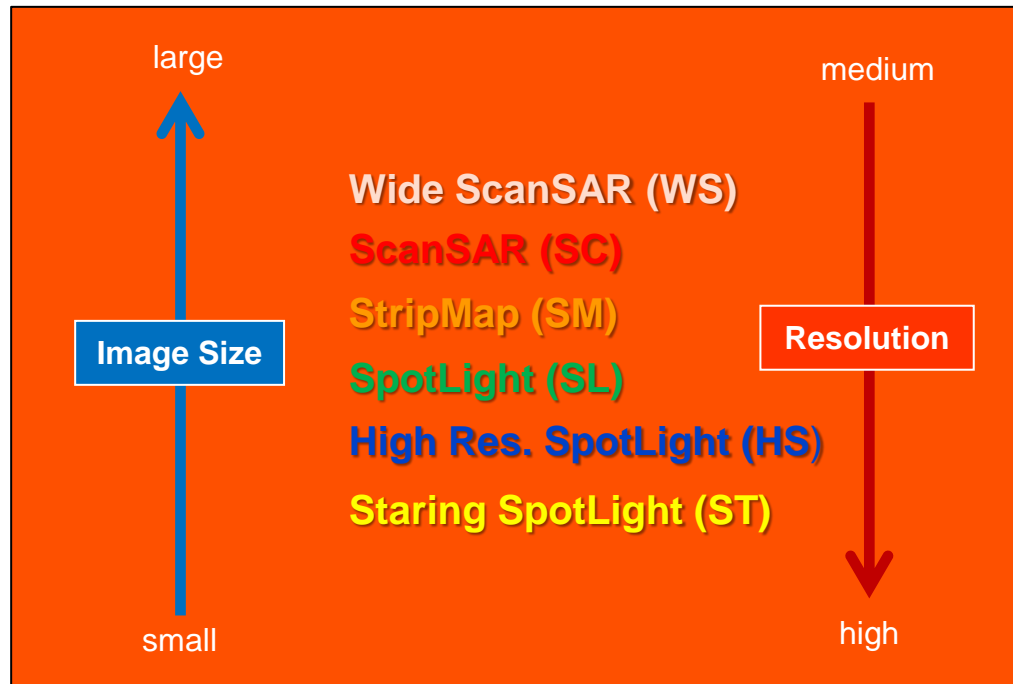 large
medium
Wide ScanSAR (WS)
ScanSAR (SC)
StripMap (SM)
Image Size
Resolution
SpotLight (SL)
High Res. SpotLight (HS)
Staring SpotLight (ST)
small
high